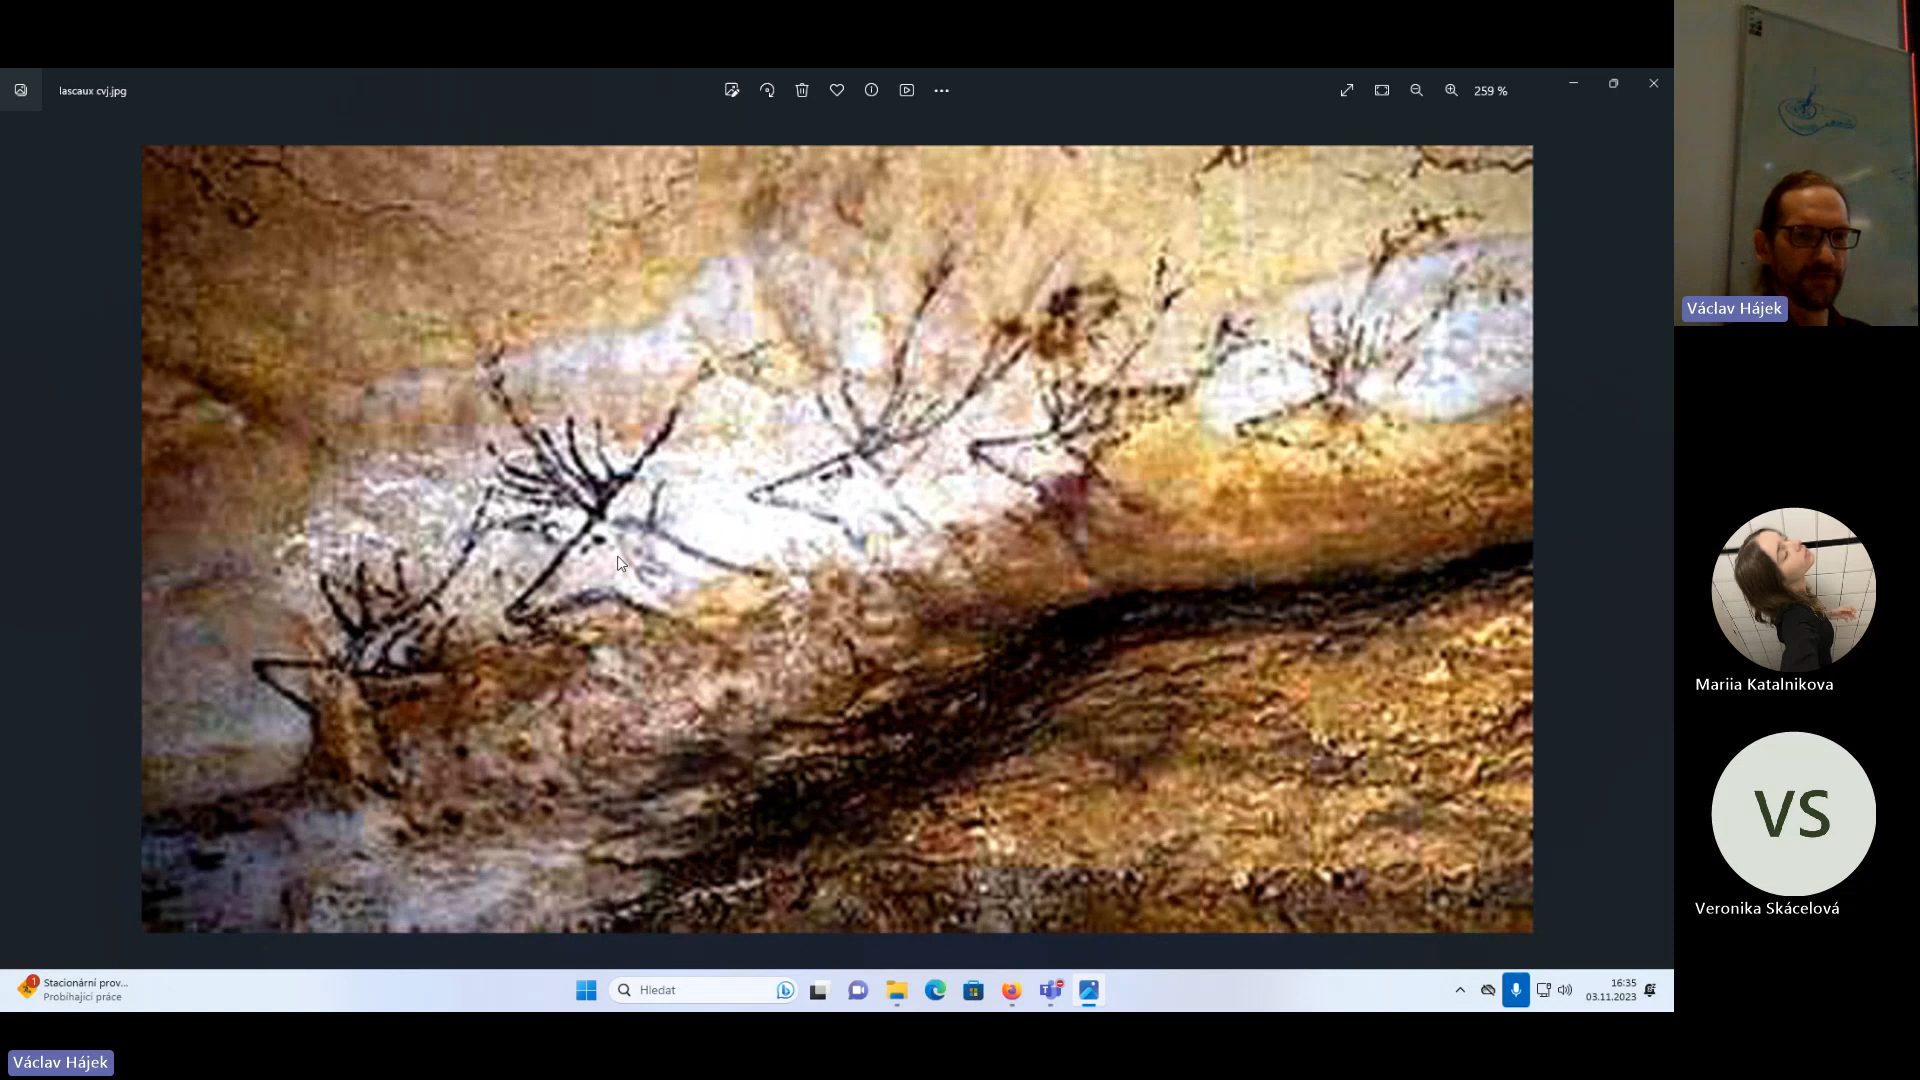 lascaux cvj.jpg
259 %
Václav Hájek
Mariia Katalnikova
VS
Veronika Skácelová
1
Stacionární prov...
Probíhající práce
Hledat
16:35
03.11.2023
Václav Hájek